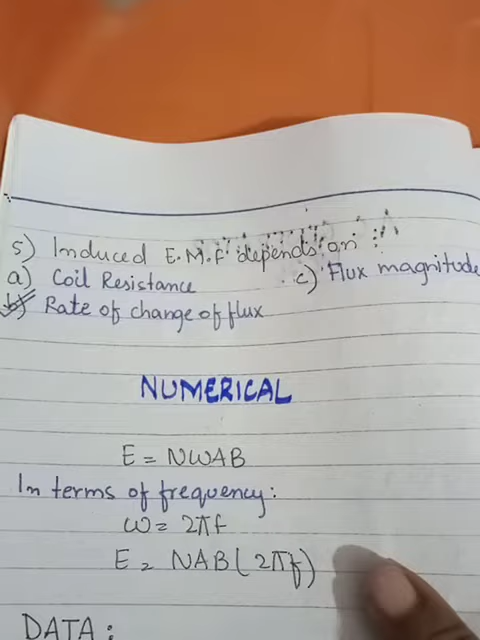 5) Induced E.M.F depends on :
a) Coil Resistance
c) Flux magnitude
b) Rate of change of flux
NUMERICAL
E = NWAB
In terms of frequency:
ω = 2πf
E = NAB(2πf)
DATA: